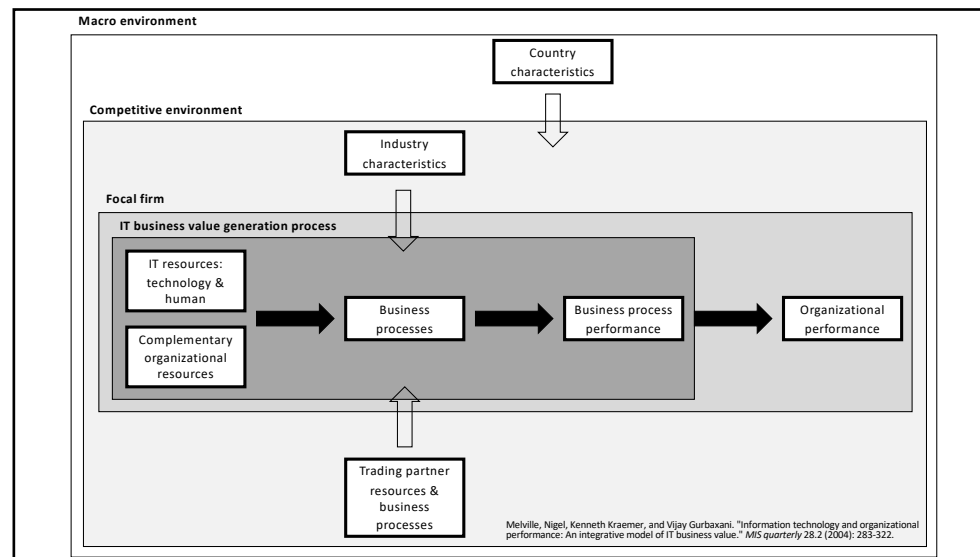 Macro environment
Country
characteristics
Competitive environment
Industry
characteristics
Focal firm
IT business value generation process
IT resources:
technology &
human
Complementary
organizational
resources
Business
processes
Business process
performance
Organizational
performance
Trading partner
resources &
business
processes
Melville, Nigel, Kenneth Kraemer, and Vijay Gurbaxani. "Information technology and organizational
performance: An integrative model of IT business value." MIS quarterly 28.2 (2004): 283-322.